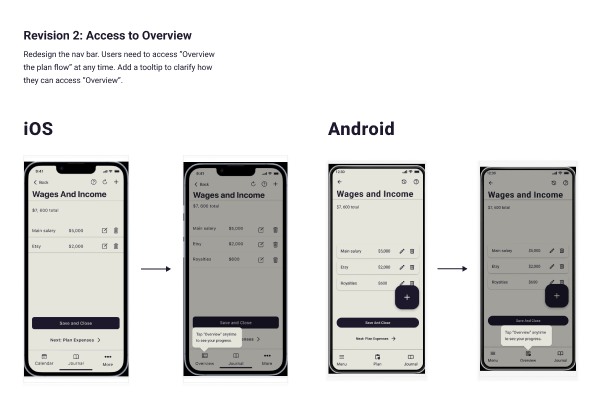 Revision 2: Access to Overview
Redesign the nav bar. Users need to access "Overview
the plan flow" at any time. Add a tooltip to clarify how
they can access "Overview".
iOS
Android
9:41
Back
Wages And Income
$7, 600 total
Main salary $5,000
Etsy $2,000
Save and Close
Next: Plan Expenses
Calendar Journal More
9:41
Back
Wages and Income
$7, 600 total
Main salary $5,000
Etsy $2,000
Royalties $600
Save and Close
Tap "Overview" anytime
to see your progress.
Overview Journal More
12:30
Wages and Income
$7, 600 total
Main salary $5,000
Etsy $2,000
Royalties $600
+
Save and Close
Next: Plan Expenses
Menu Plan Journal
12:30
Wages and Income
$7, 600 total
Main salary $5,000
Etsy $2,000
Royalties $600
+
Save and Close
Tap "Overview" anytime
to see your progress.
Menu Overview Journal